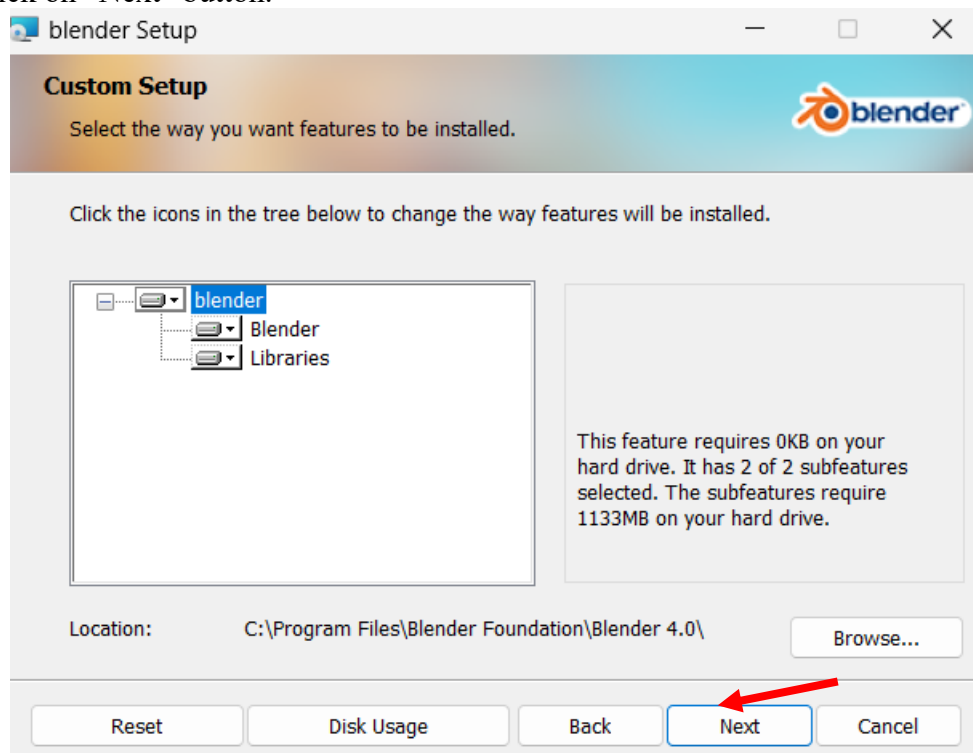 blender Setup
Custom Setup
Select the way you want features to be installed.
blender
Click the icons in the tree below to change the way features will be installed.
blender
Blender
Libraries
This feature requires 0KB on your
hard drive. It has 2 of 2 subfeatures
selected. The subfeatures require
1133MB on your hard drive.
Location: C:\Program Files\Blender Foundation\Blender 4.0\ Browse...
Reset Disk Usage Back Next Cancel